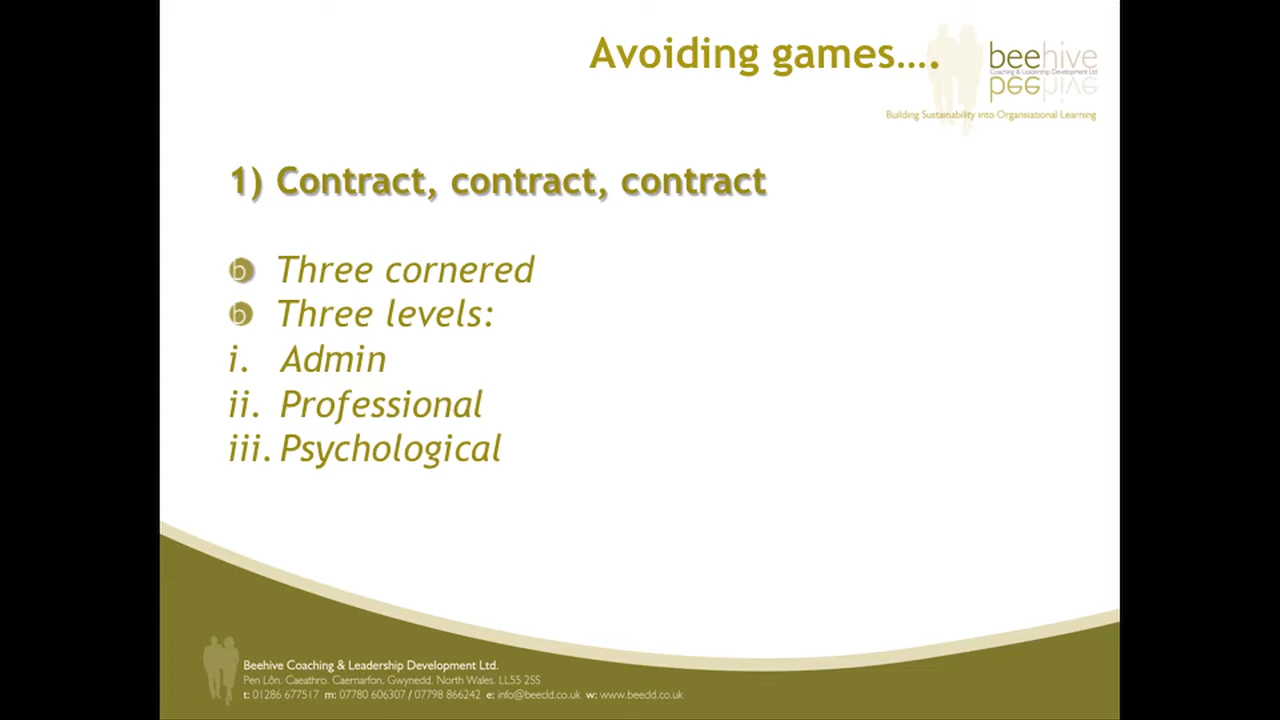 Avoiding games....
beehive
Coaching & Leadership Development Ltd
beehive
Building Sustainability into Organsiational Learning
1) Contract, contract, contract
b Three cornered
b Three levels:
i. Admin
ii. Professional
iii. Psychological
Beehive Coaching & Leadership Development Ltd.
Pen Lôn. Caeathro. Caernarfon. Gwynedd. North Wales. LL55 2SS
t: 01286 677517 m: 07780 606307 / 07798 866242 e: info@beecld.co.uk w: www.beecld.co.uk